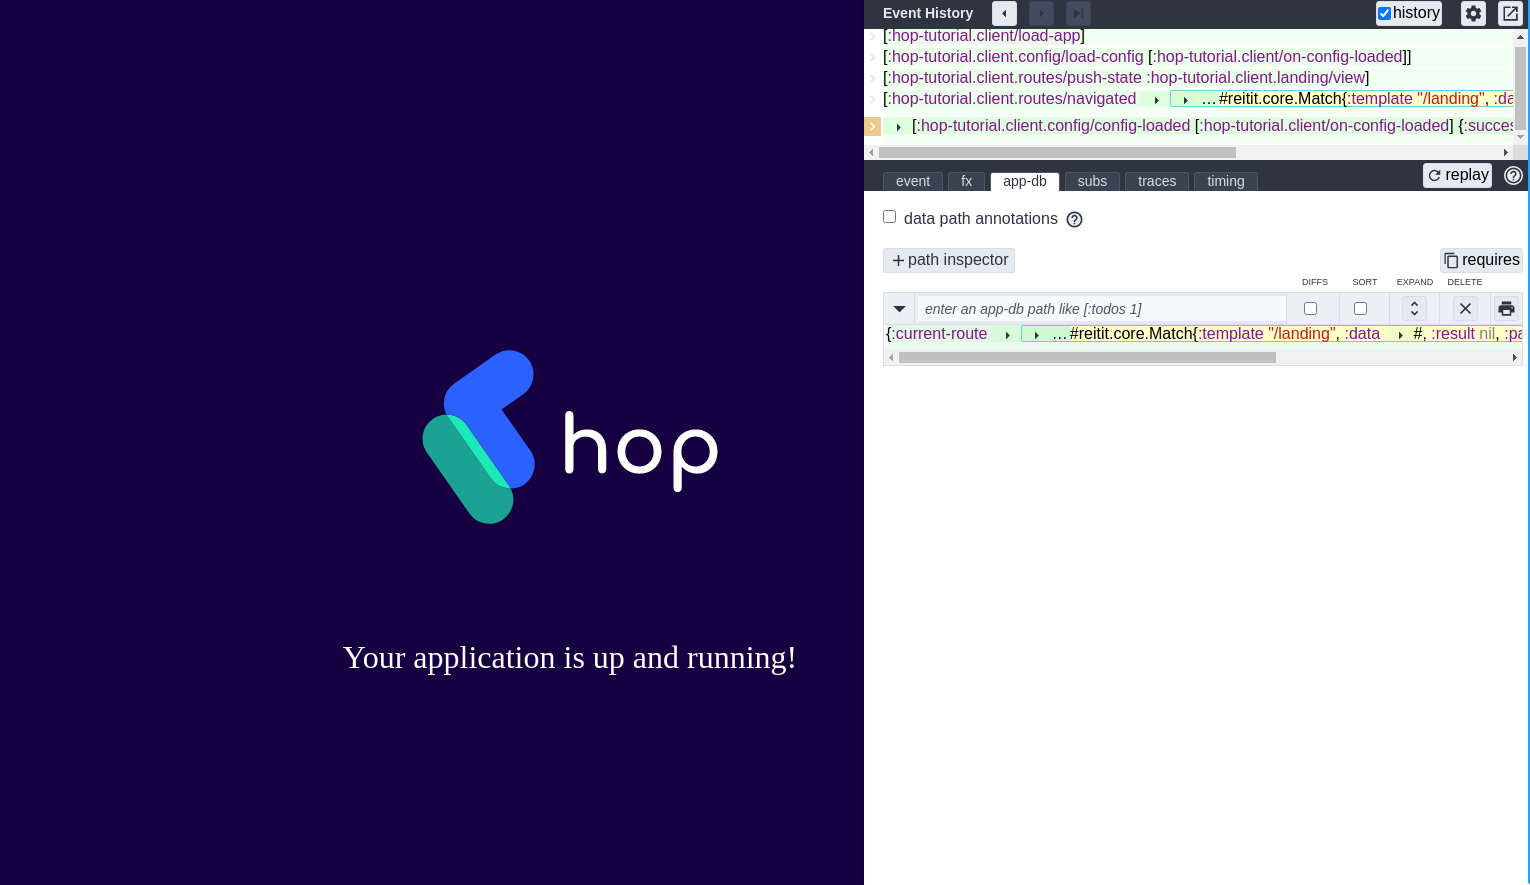 Event History
history
[:hop-tutorial.client/load-app]
[:hop-tutorial.client.config/load-config [:hop-tutorial.client/on-config-loaded]]
[:hop-tutorial.client.routes/push-state :hop-tutorial.client.landing/view]
[:hop-tutorial.client.routes/navigated ...#reitit.core.Match{:template "/landing", :da
[:hop-tutorial.client.config/config-loaded [:hop-tutorial.client/on-config-loaded] {:succes
event fx app-db subs traces timing
replay
data path annotations
path inspector
requires
DIFFS SORT EXPAND DELETE
enter an app-db path like [:todos 1]
{:current-route ...#reitit.core.Match{:template "/landing", :data #, :result nil, :pa
hop
Your application is up and running!